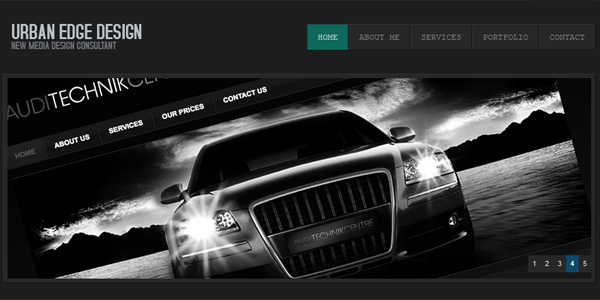 URBAN EDGE DESIGN
NEW MEDIA DESIGN CONSULTANT
HOME ABOUT ME SERVICES PORTFOLIO CONTACT
AUDITECHNIKCENTRE
HOME ABOUT US SERVICES OUR PRICES CONTACT US
AUDITECHNIKCENTRE
1 2 3 4 5